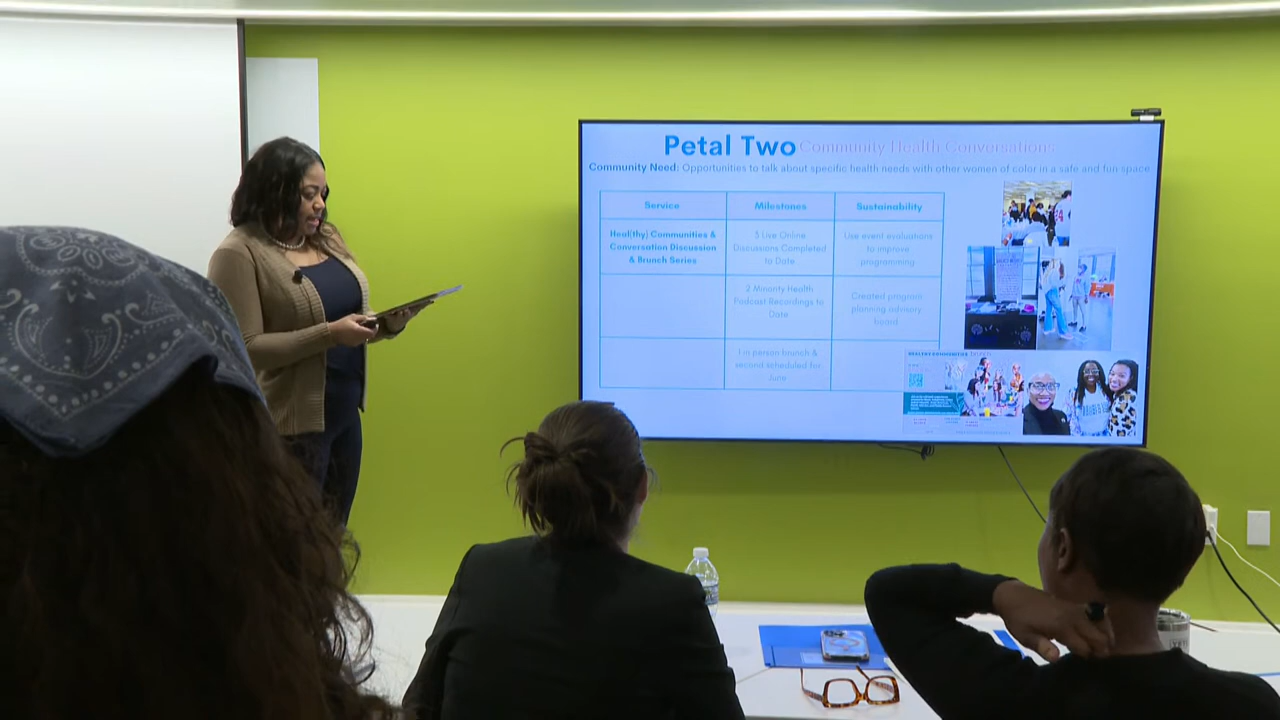 Petal Two Community Health Conversations
Community Need: Opportunities to talk about specific health needs with other women of color in a safe and fun space
Service
Milestones
Sustainability
Heal(thy) Communities &
Conversation Discussion
& Brunch Series
5 Live Online
Discussions Completed
to Date
Use event evaluations
to improve
programming
2 Minority Health
Podcast Recordings to
Date
Created program
planning advisory
board
1 in person brunch &
second scheduled for
June
HEALTHY COMMUNITIES